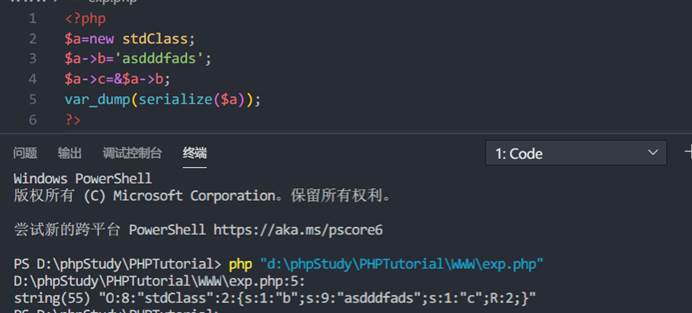 exp.php
1 <?php
2 $a=new stdClass;
3 $a->b='asdddfads';
4 $a->c=&$a->b;
5 var_dump(serialize($a));
6 ?>
问题 输出 调试控制台 终端 1: Code
Windows PowerShell
版权所有 (C) Microsoft Corporation。保留所有权利。
尝试新的跨平台 PowerShell https://aka.ms/pscore6
PS D:\phpStudy\PHPTutorial> php "d:\phpStudy\PHPTutorial\WWW\exp.php"
D:\phpStudy\PHPTutorial\WWW\exp.php:5:
string(55) "O:8:"stdClass":2:{s:1:"b";s:9:"asdddfads";s:1:"c";R:2;}"
PS D:\phpStudy\PHPTutorial>